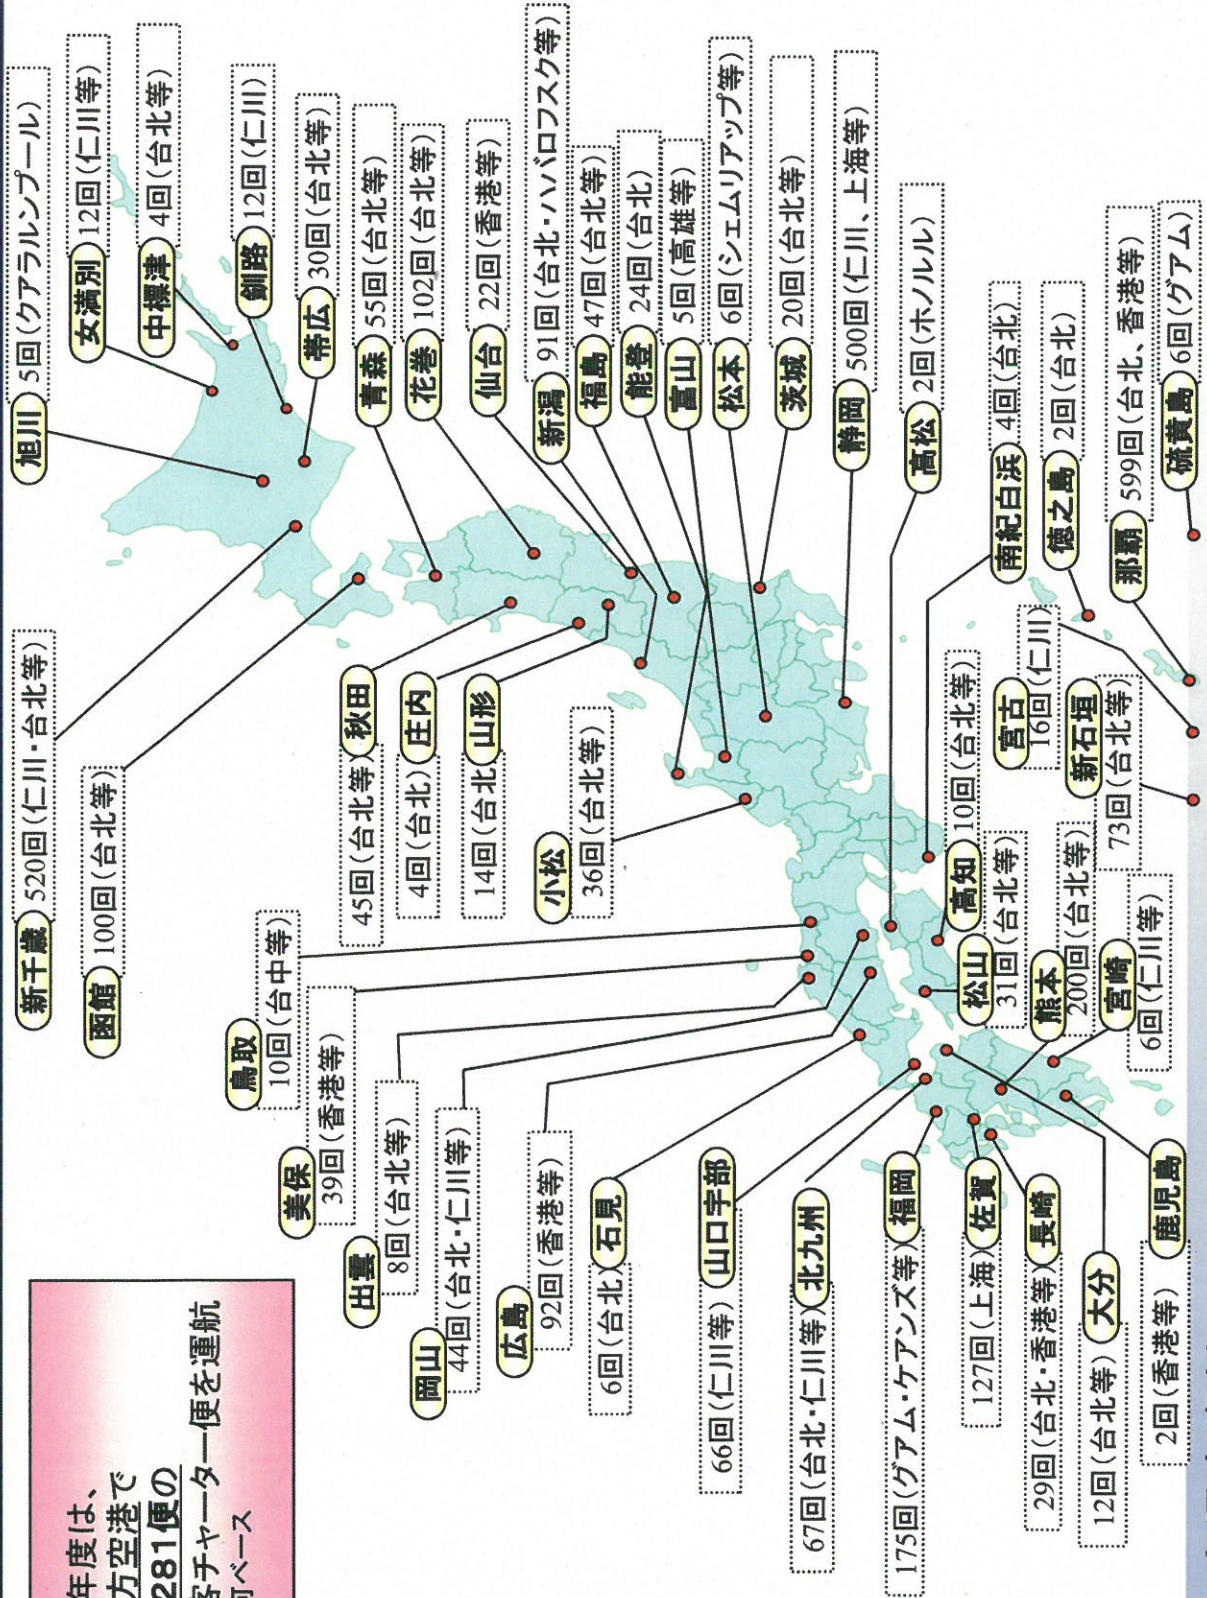 年度は、
方空港で
281便の
客チャーター便を運航
可ベース
新千歳 520回(仁川・台北等)
函館 100回(台北等)
旭川 5回(クアラルンプール)
女満別 12回(仁川等)
中標津 4回(台北等)
釧路 12回(仁川)
帯広 30回(台北等)
青森 55回(台北等)
花巻 102回(台北等)
仙台 22回(香港等)
新潟 91回(台北・ハバロフスク等)
福島 47回(台北等)
能登 24回(台北)
富山 5回(高雄等)
松本 6回(シェムリアップ等)
茨城 20回(台北等)
静岡 500回(仁川、上海等)
高松 2回(ホノルル)
南紀白浜 4回(台北)
徳之島 2回(台北)
那覇 599回(台北、香港等)
硫黄島 6回(グアム)
秋田
45回(台北等)
庄内
4回(台北)
山形
14回(台北
小松
36回(台北等)
鳥取
10回(台中等)
美保
39回(香港等)
出雲
8回(台北等)
岡山
44回(台北・仁川等)
広島
92回(香港等)
石見
6回(台北)
山口宇部
66回(仁川等)
北九州
67回(台北・仁川等)
福岡
175回(グアム・ケアンズ等)
佐賀
127回(上海)
長崎
29回(台北・香港等)
大分
12回(台北等)
鹿児島
2回(香港等)
高知
10回(台北等)
松山
31回(台北等)
熊本
200回(台北等)
宮崎
6回(仁川等)
宮古
16回(仁川)
新石垣
73回(台北等)